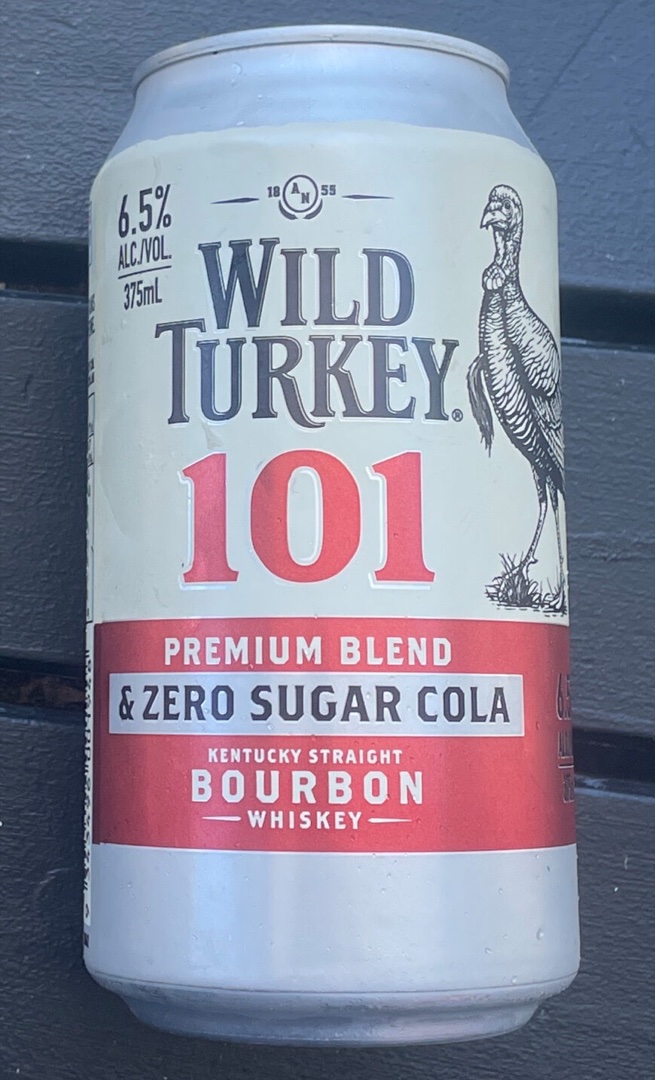 18 AN 55
6.5%
ALC./VOL.
375mL
WILD
TURKEY®
101
PREMIUM BLEND
& ZERO SUGAR COLA
KENTUCKY STRAIGHT
BOURBON
WHISKEY